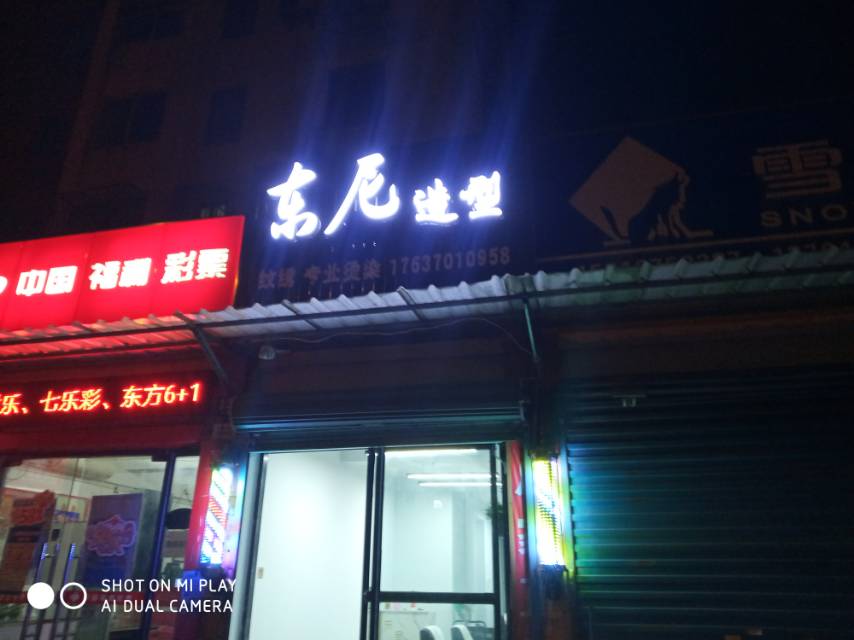 东尼造型
纹绣 专业烫染 17637010958
中国福利彩票
乐、七乐彩、东方6+1
雪
SNO
SHOT ON MI PLAY
AI DUAL CAMERA